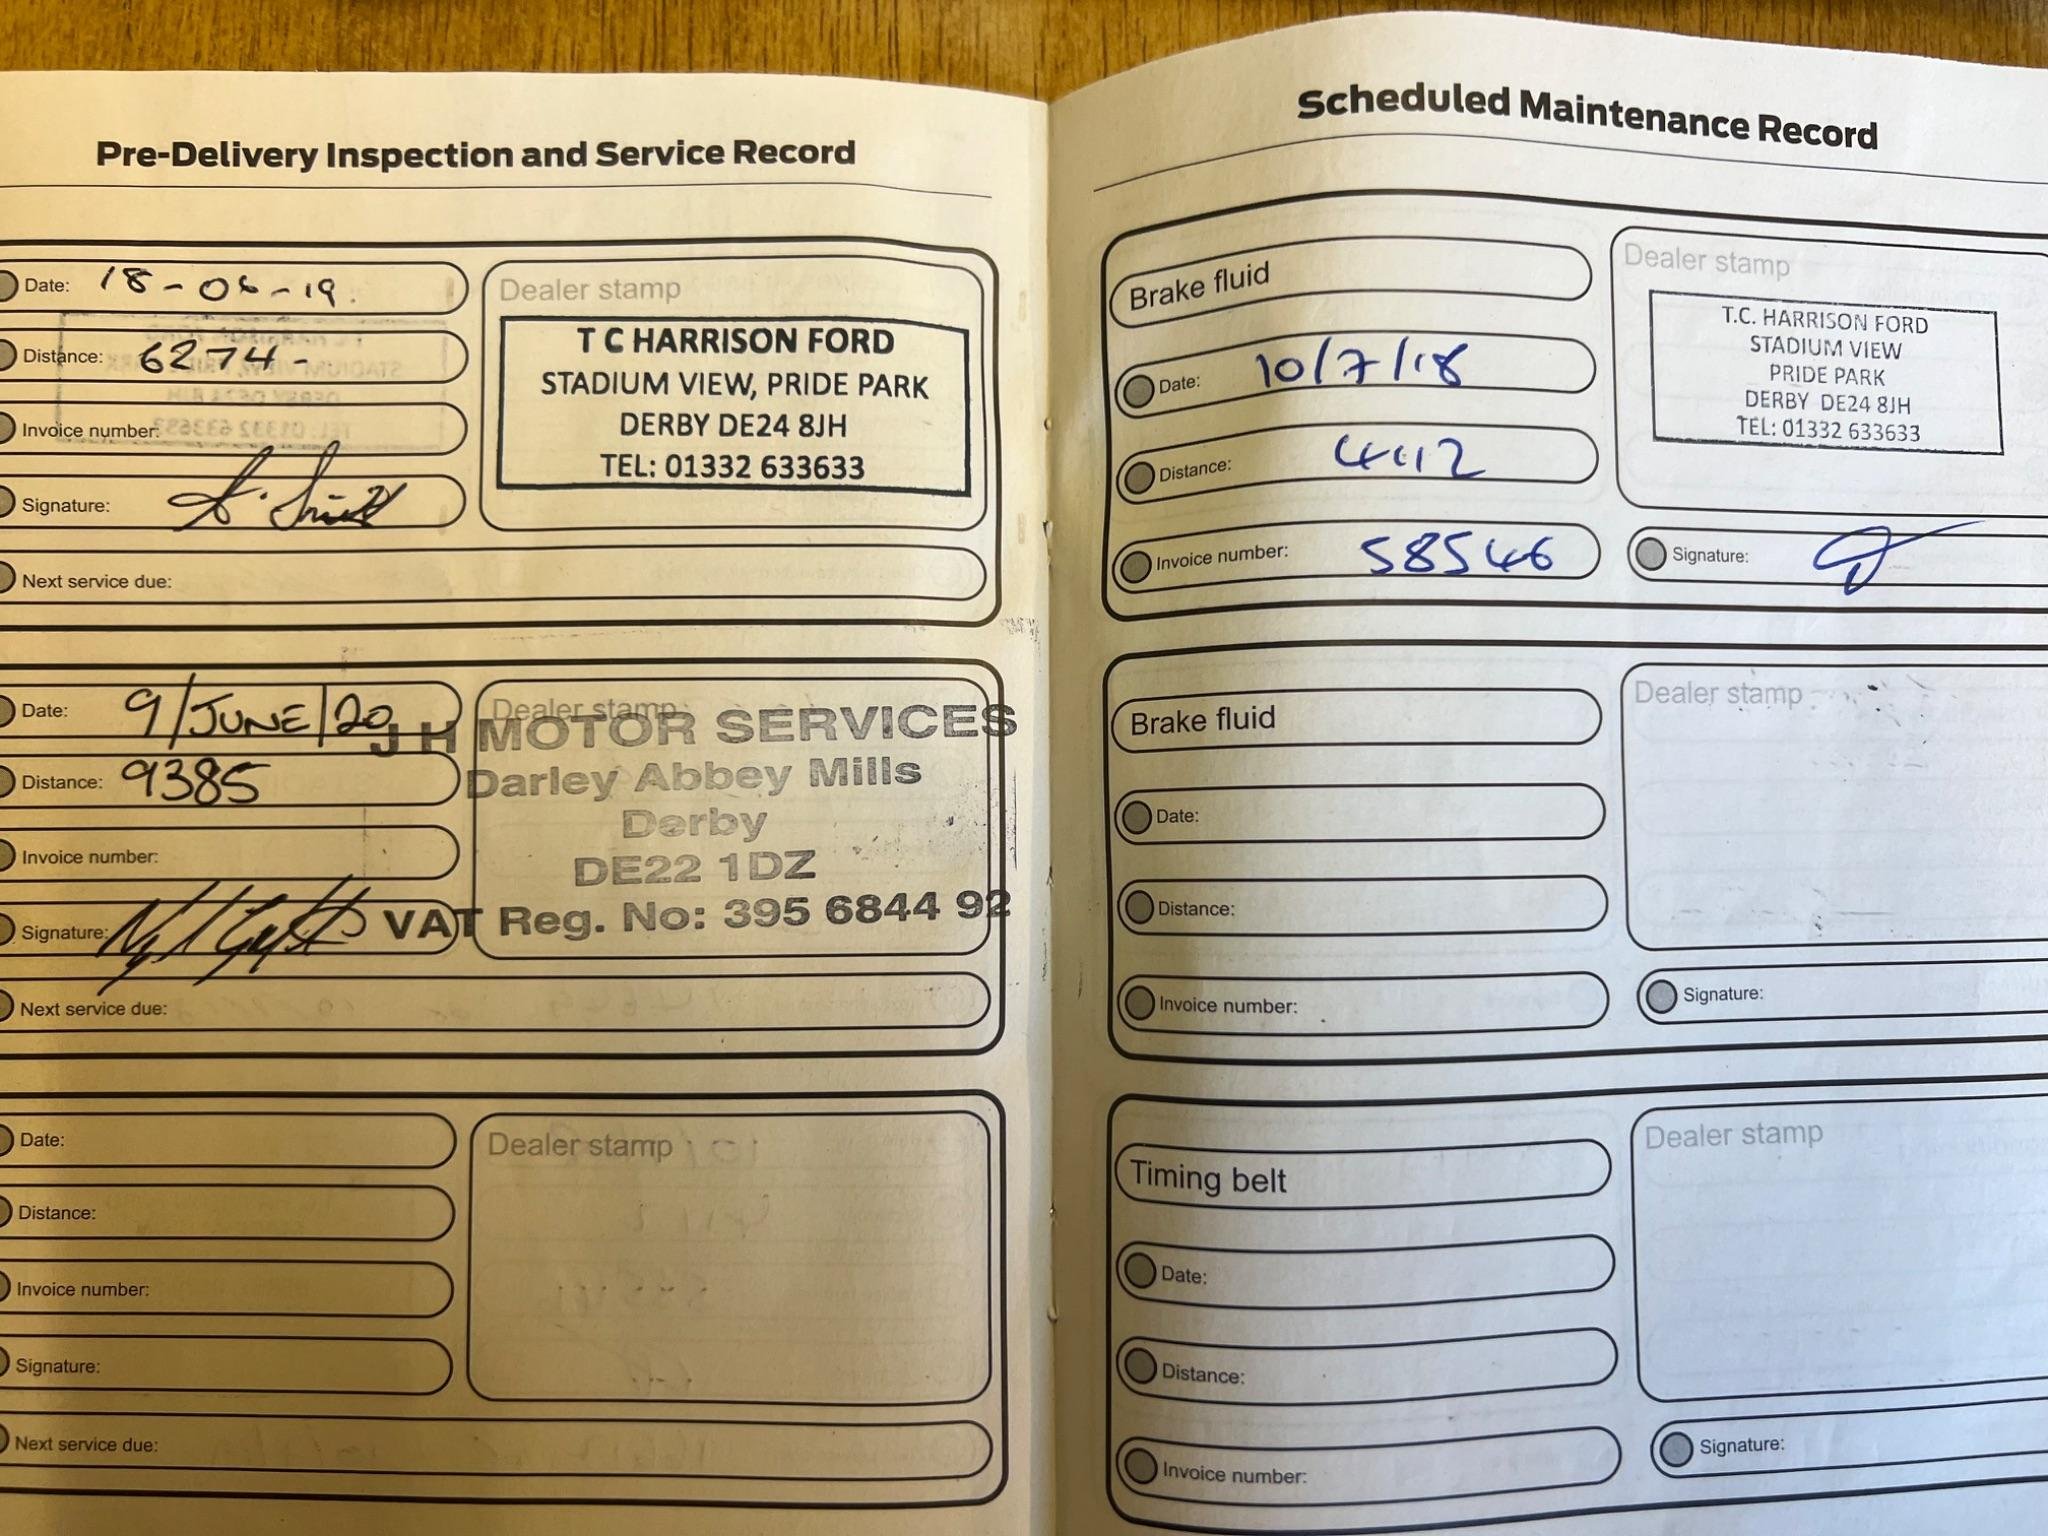 Pre-Delivery Inspection and Service Record
Date: 18-06-19.
Distance: 6274-
Invoice number:
Signature:
Next service due:
Dealer stamp
T C HARRISON FORD
STADIUM VIEW, PRIDE PARK
DERBY DE24 8JH
TEL: 01332 633633
Date: 9/JUNE/20
Distance: 9385
Invoice number:
Signature:
Next service due:
Dealer stamp
J H MOTOR SERVICES
Darley Abbey Mills
Derby
DE22 1DZ
VAT Reg. No: 395 6844 92
Date:
Distance:
Invoice number:
Signature:
Next service due:
Dealer stamp
Scheduled Maintenance Record
Brake fluid
Date: 10/7/18
Distance: 4112
Invoice number: 58546
Dealer stamp
T.C. HARRISON FORD
STADIUM VIEW
PRIDE PARK
DERBY DE24 8JH
TEL: 01332 633633
Signature:
Brake fluid
Date:
Distance:
Invoice number:
Dealer stamp
Signature:
Timing belt
Date:
Distance:
Invoice number:
Dealer stamp
Signature: